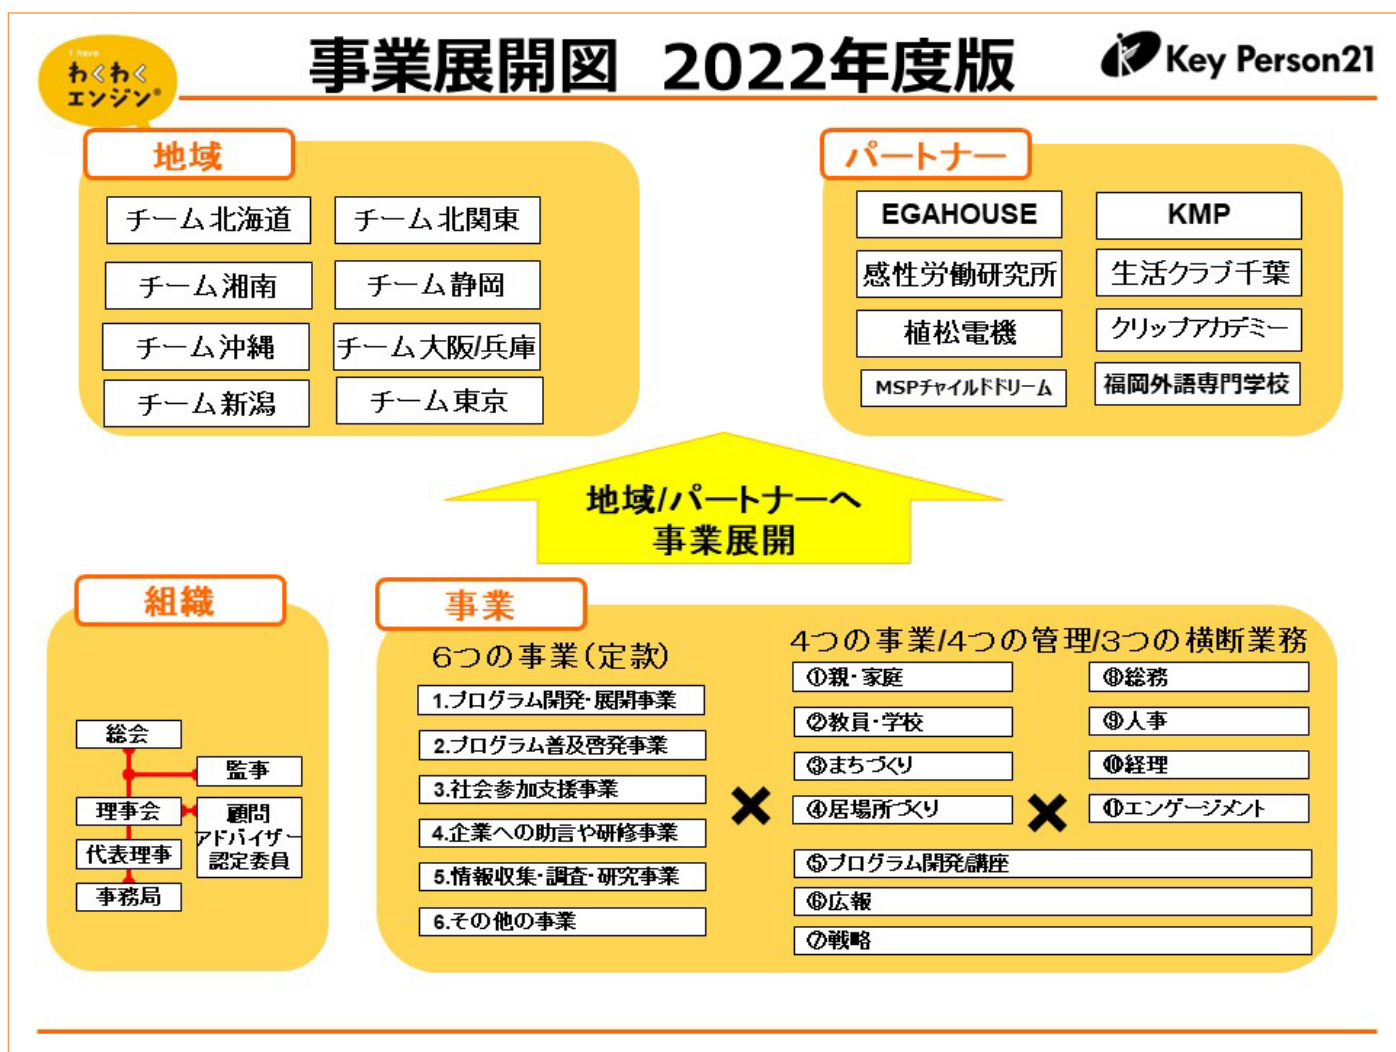 I have
わくわく
エンジン®
事業展開図 2022年度版
Key Person21
地域
チーム北海道
チーム北関東
チーム湘南
チーム静岡
チーム沖縄
チーム大阪/兵庫
チーム新潟
チーム東京
パートナー
EGAHOUSE
KMP
感性労働研究所
生活クラブ千葉
植松電機
クリップアカデミー
MSPチャイルドドリーム
福岡外語専門学校
地域/パートナーへ
事業展開
組織
総会
監事
理事会
顧問
アドバイザー
認定委員
代表理事
事務局
事業
6つの事業(定款)
1.プログラム開発・展開事業
2.プログラム普及啓発事業
3.社会参加支援事業
4.企業への助言や研修事業
5.情報収集・調査・研究事業
6.その他の事業
4つの事業/4つの管理/3つの横断業務
①親・家庭
②教員・学校
③まちづくり
④居場所づくり
⑧総務
⑨人事
⑩経理
⑪エンゲージメント
⑤プログラム開発/講座
⑥広報
⑦戦略